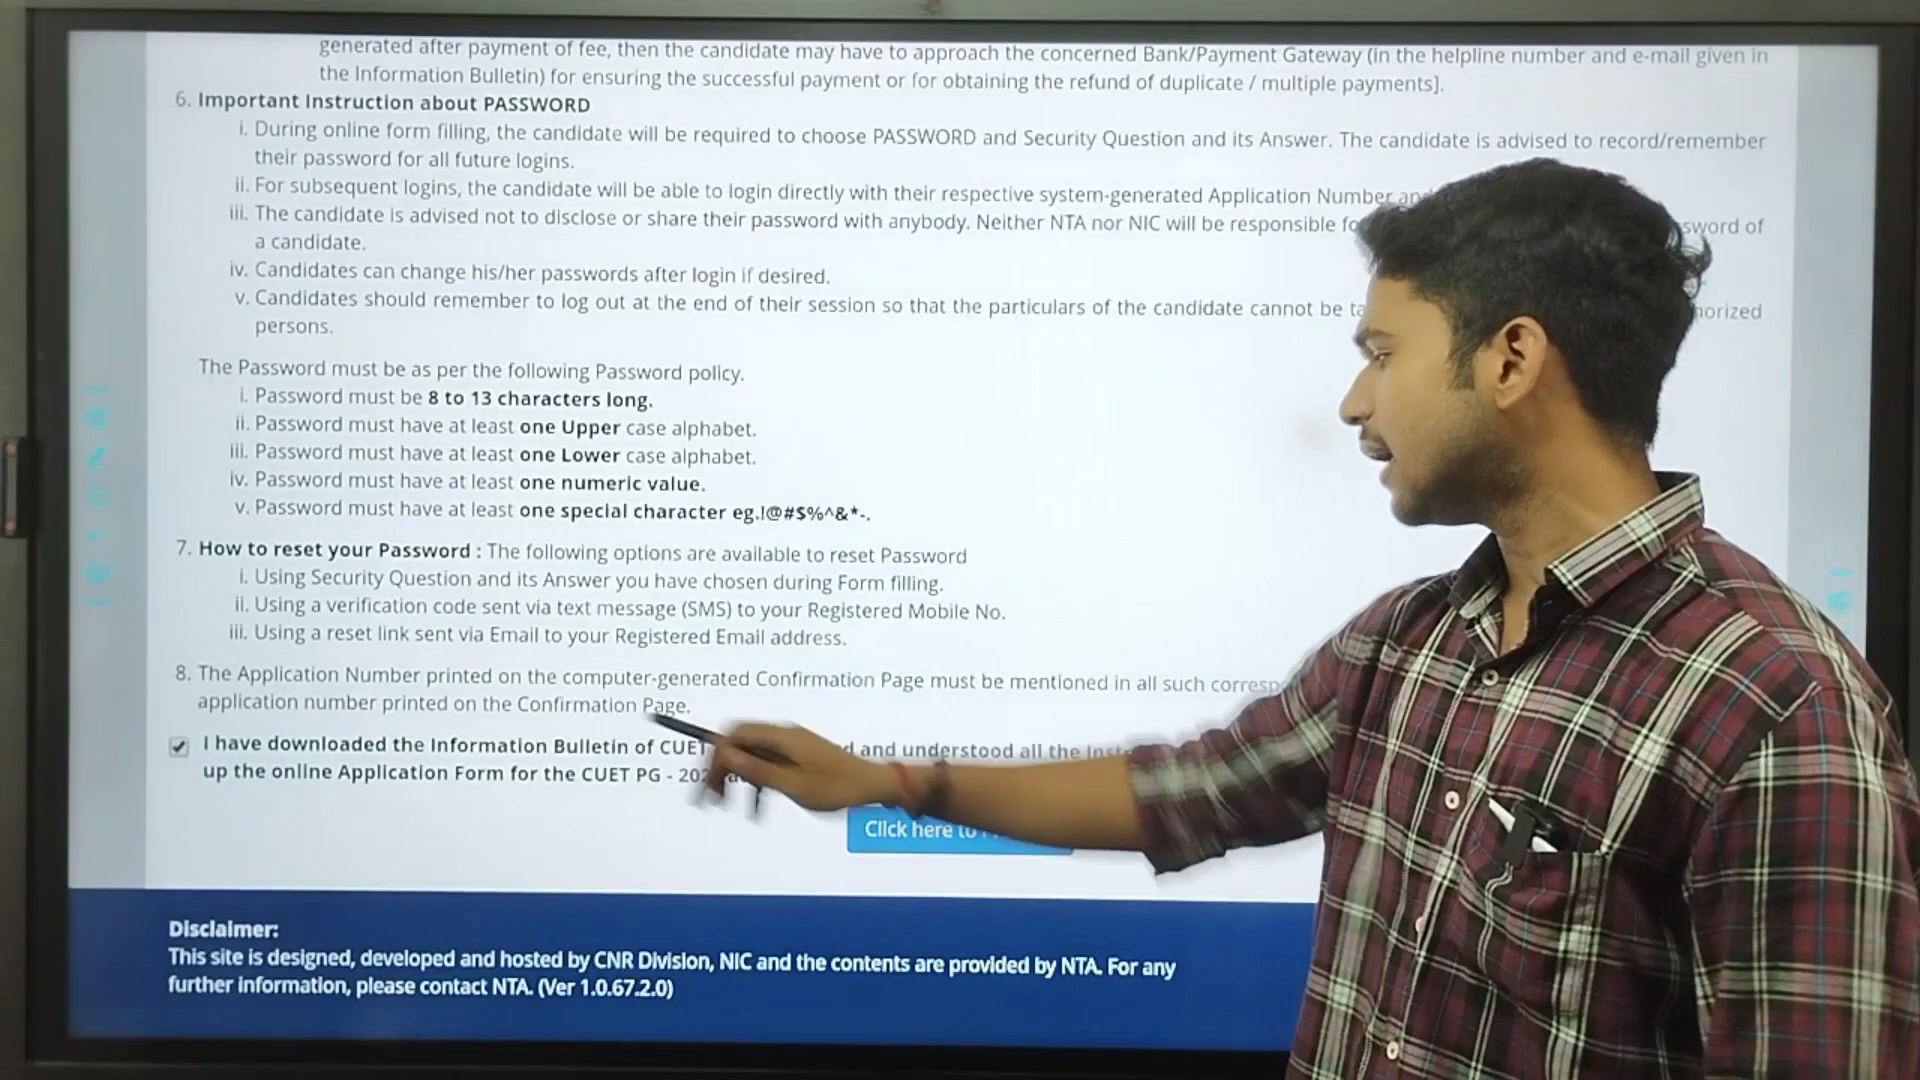 generated after payment of fee, then the candidate may have to approach the concerned Bank/Payment Gateway (in the helpline number and e-mail given in
the Information Bulletin) for ensuring the successful payment or for obtaining the refund of duplicate / multiple payments].
6. Important Instruction about PASSWORD
i. During online form filling, the candidate will be required to choose PASSWORD and Security Question and its Answer. The candidate is advised to record/remember
their password for all future logins.
ii. For subsequent logins, the candidate will be able to login directly with their respective system-generated Application Number
iii. The candidate is advised not to disclose or share their password with anybody. Neither NTA nor NIC will be responsible of
a candidate.
iv. Candidates can change his/her passwords after login if desired.
v. Candidates should remember to log out at the end of their session so that the particulars of the candidate cannot be
persons.
The Password must be as per the following Password policy.
i. Password must be 8 to 13 characters long.
ii. Password must have at least one Upper case alphabet.
iii. Password must have at least one Lower case alphabet.
iv. Password must have at least one numeric value.
v. Password must have at least one special character eg.!@#$%^&*-.
7. How to reset your Password : The following options are available to reset Password
i. Using Security Question and its Answer you have chosen during Form filling.
ii. Using a verification code sent via text message (SMS) to your Registered Mobile No.
iii. Using a reset link sent via Email to your Registered Email address.
8. The Application Number printed on the computer-generated Confirmation Page must be mentioned in all such
application number printed on the Confirmation Page.
I have downloaded the Information Bulletin of CUET and understood all the
up the online Application Form for the CUET PG -
Click here to
Disclaimer:
This site is designed, developed and hosted by CNR Division, NIC and the contents are provided by NTA. For any
further information, please contact NTA. (Ver 1.0.67.2.0)